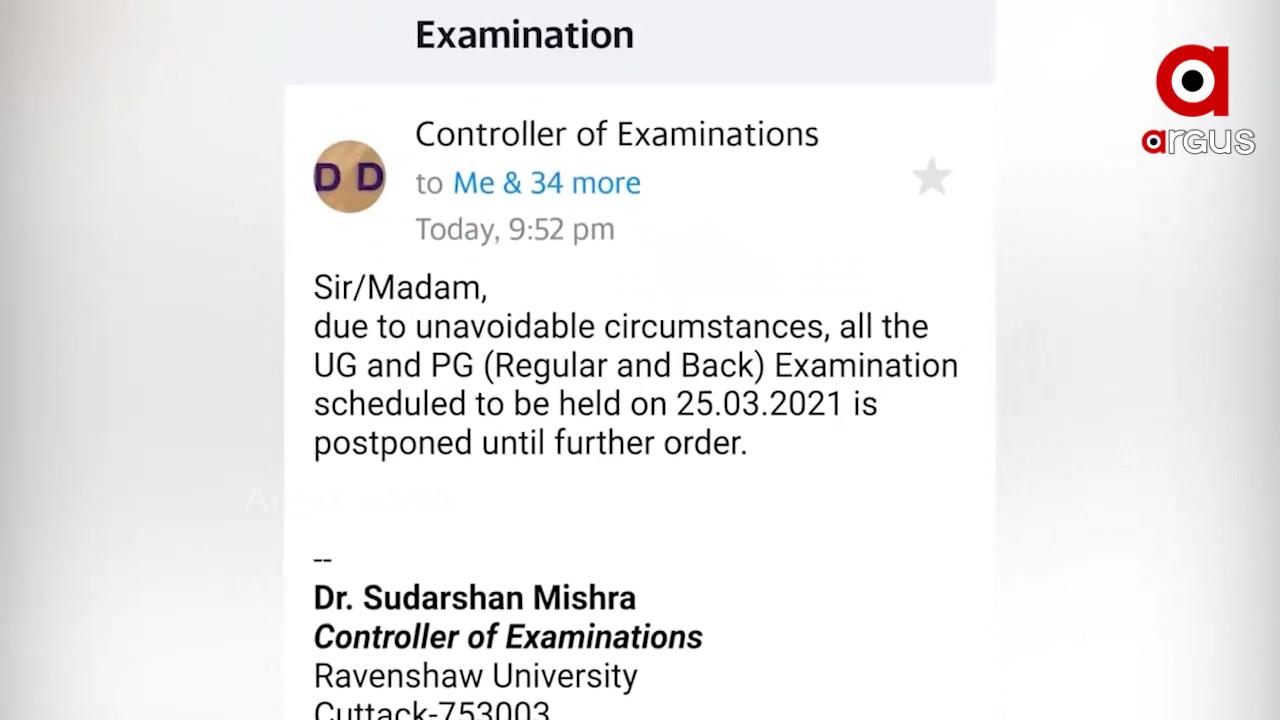 Examination
Controller of Examinations
D D
to Me & 34 more
Today, 9:52 pm
argus
Sir/Madam,
due to unavoidable circumstances, all the
UG and PG (Regular and Back) Examination
scheduled to be held on 25.03.2021 is
postponed until further order.
--
Dr. Sudarshan Mishra
Controller of Examinations
Ravenshaw University
Cuttack-753003